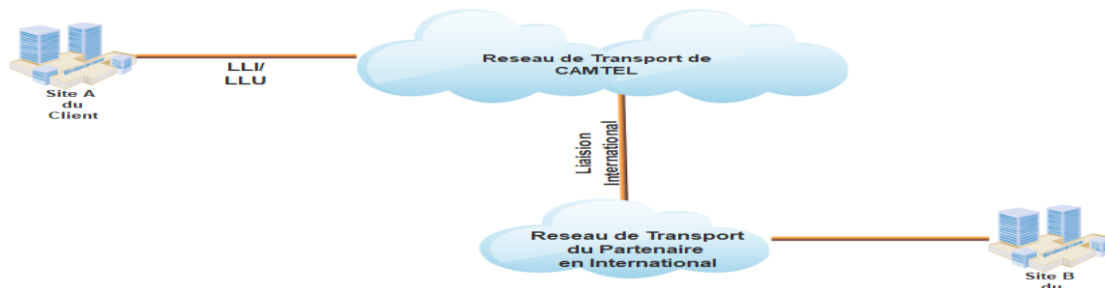 Reseau de Transport de
CAMTEL
LLI/
LLU
Site A
du
Client
Liaision
International
Reseau de Transport
du Partenaire
en International
Site B
du